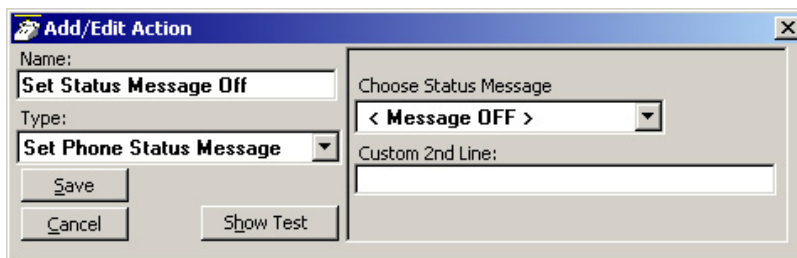 Add/Edit Action
Name:
Set Status Message Off
Type:
Set Phone Status Message
Save
Cancel
Show Test
Choose Status Message
< Message OFF >
Custom 2nd Line: